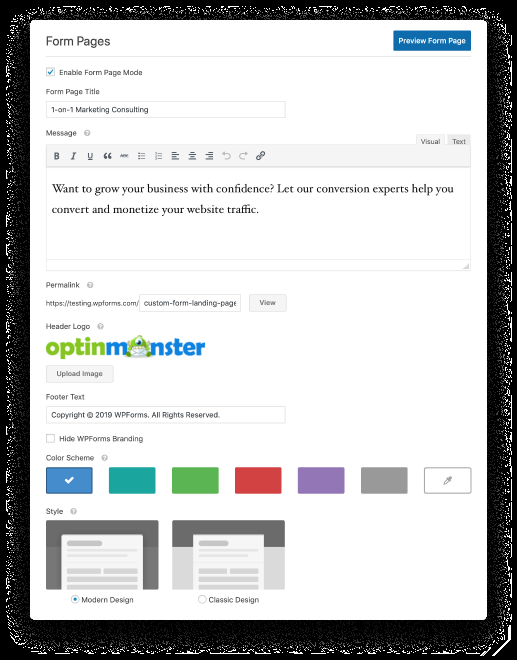 Form Pages
Preview Form Page
Enable Form Page Mode
Form Page Title
1-on-1 Marketing Consulting
Message ?
Visual Text
B I U ABC
Want to grow your business with confidence? Let our conversion experts help you
convert and monetize your website traffic.
Permalink ?
https://testing.wpforms.com/ custom-form-landing-page View
Header Logo ?
optinmonster
Upload Image
Footer Text
Copyright © 2019 WPForms. All Rights Reserved.
Hide WPForms Branding
Color Scheme ?
Style ?
Modern Design Classic Design